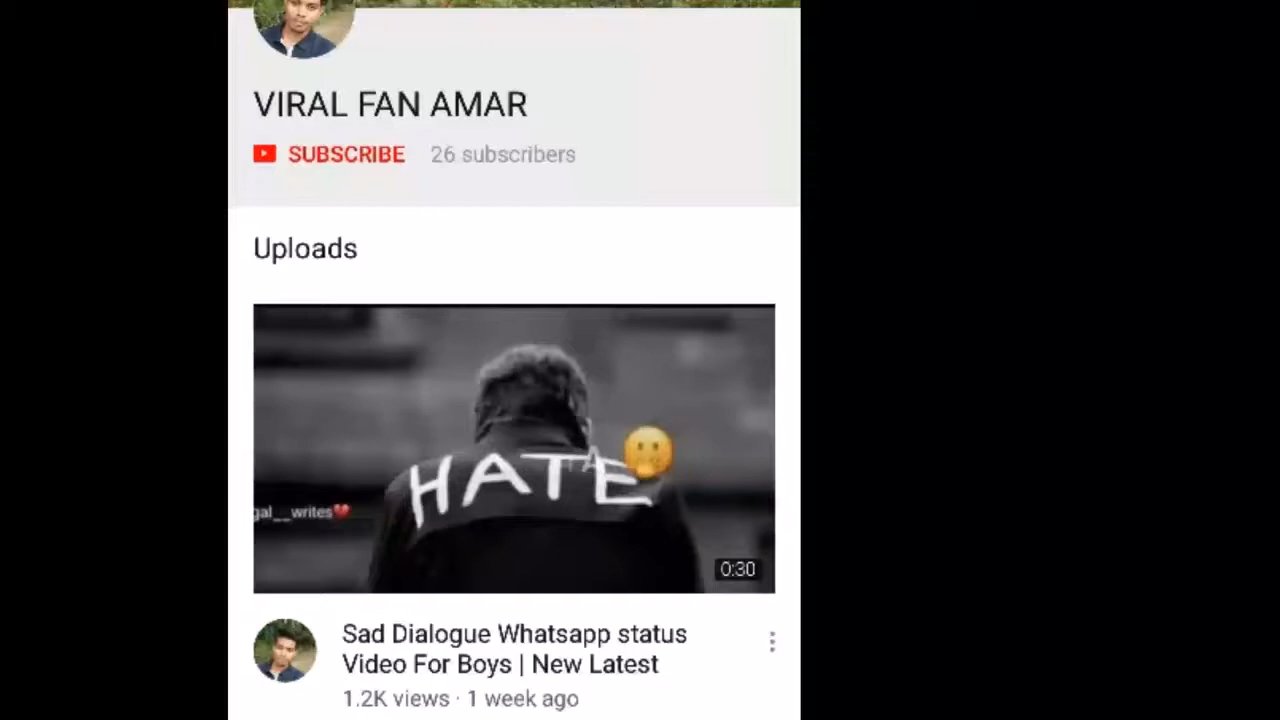 VIRAL FAN AMAR
SUBSCRIBE 26 subscribers
Uploads
HATE
gal__writes💔
0:30
Sad Dialogue Whatsapp status
Video For Boys | New Latest
1.2K views · 1 week ago